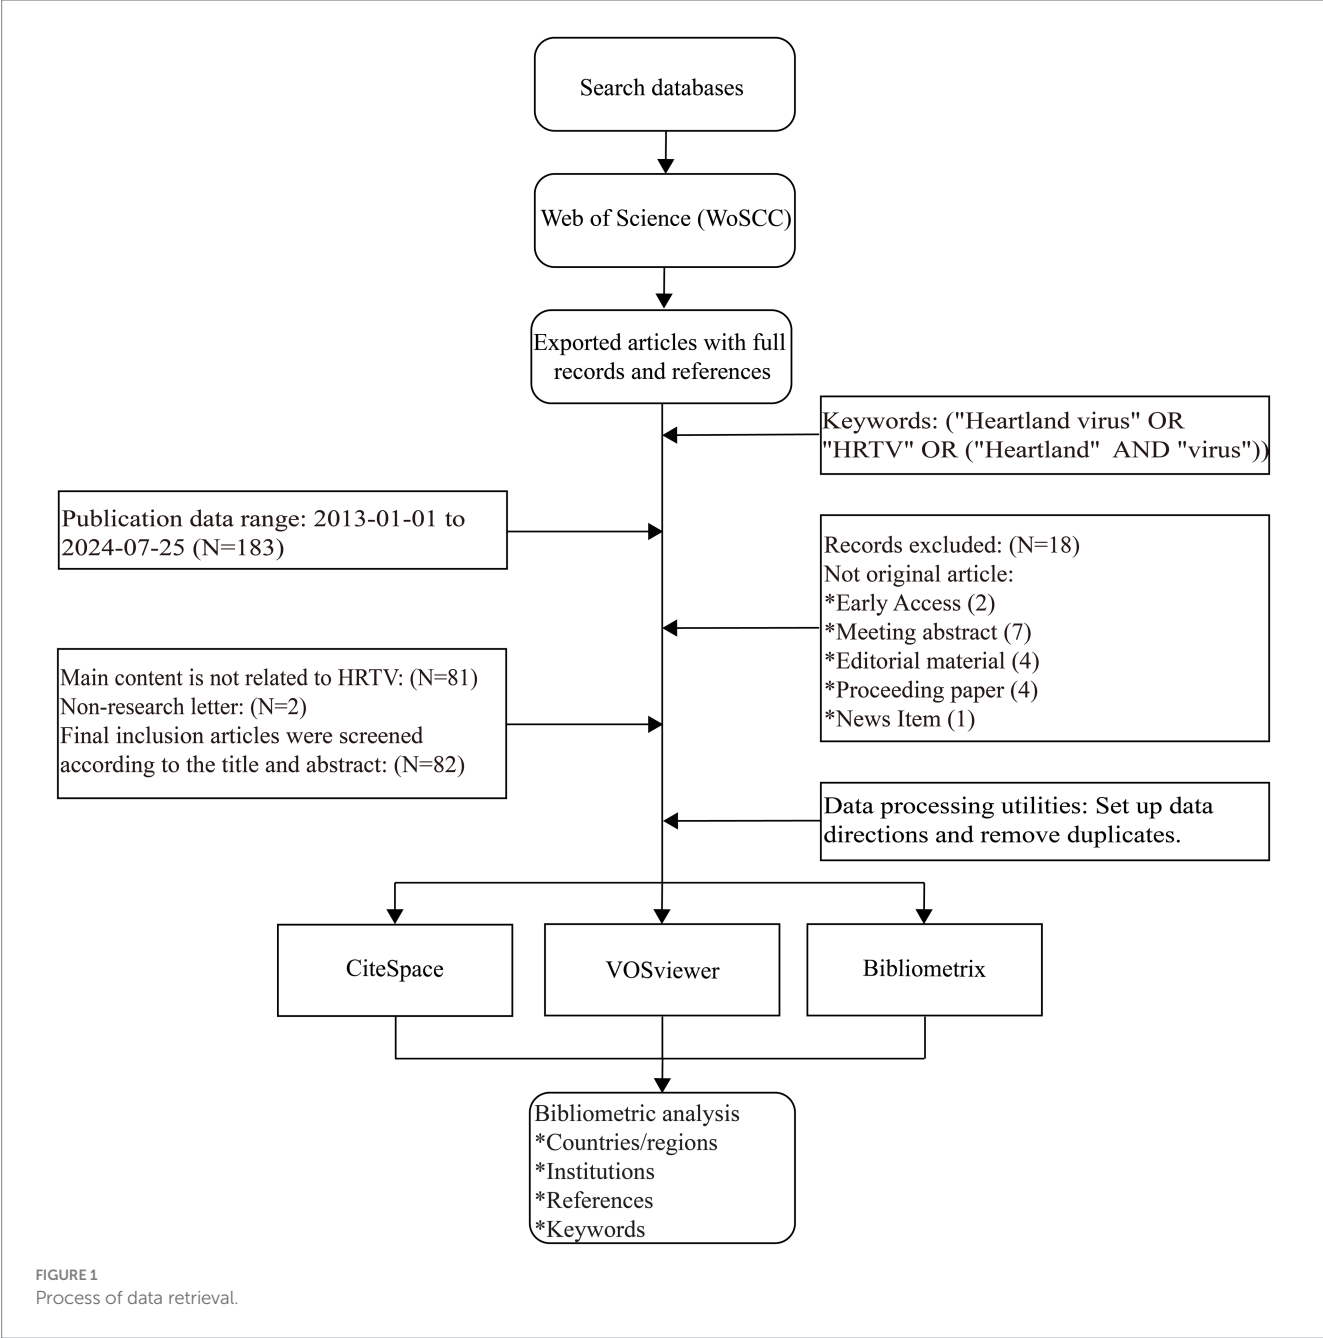 Search databases
Web of Science (WoSCC)
Exported articles with full
records and references
Keywords: ("Heartland virus" OR
"HRTV" OR ("Heartland" AND "virus"))
Publication data range: 2013-01-01 to
2024-07-25 (N=183)
Records excluded: (N=18)
Not original article:
*Early Access (2)
*Meeting abstract (7)
*Editorial material (4)
*Proceeding paper (4)
*News Item (1)
Main content is not related to HRTV: (N=81)
Non-research letter: (N=2)
Final inclusion articles were screened
according to the title and abstract: (N=82)
Data processing utilities: Set up data
directions and remove duplicates.
CiteSpace
VOSviewer
Bibliometrix
Bibliometric analysis
*Countries/regions
*Institutions
*References
*Keywords
FIGURE 1
Process of data retrieval.